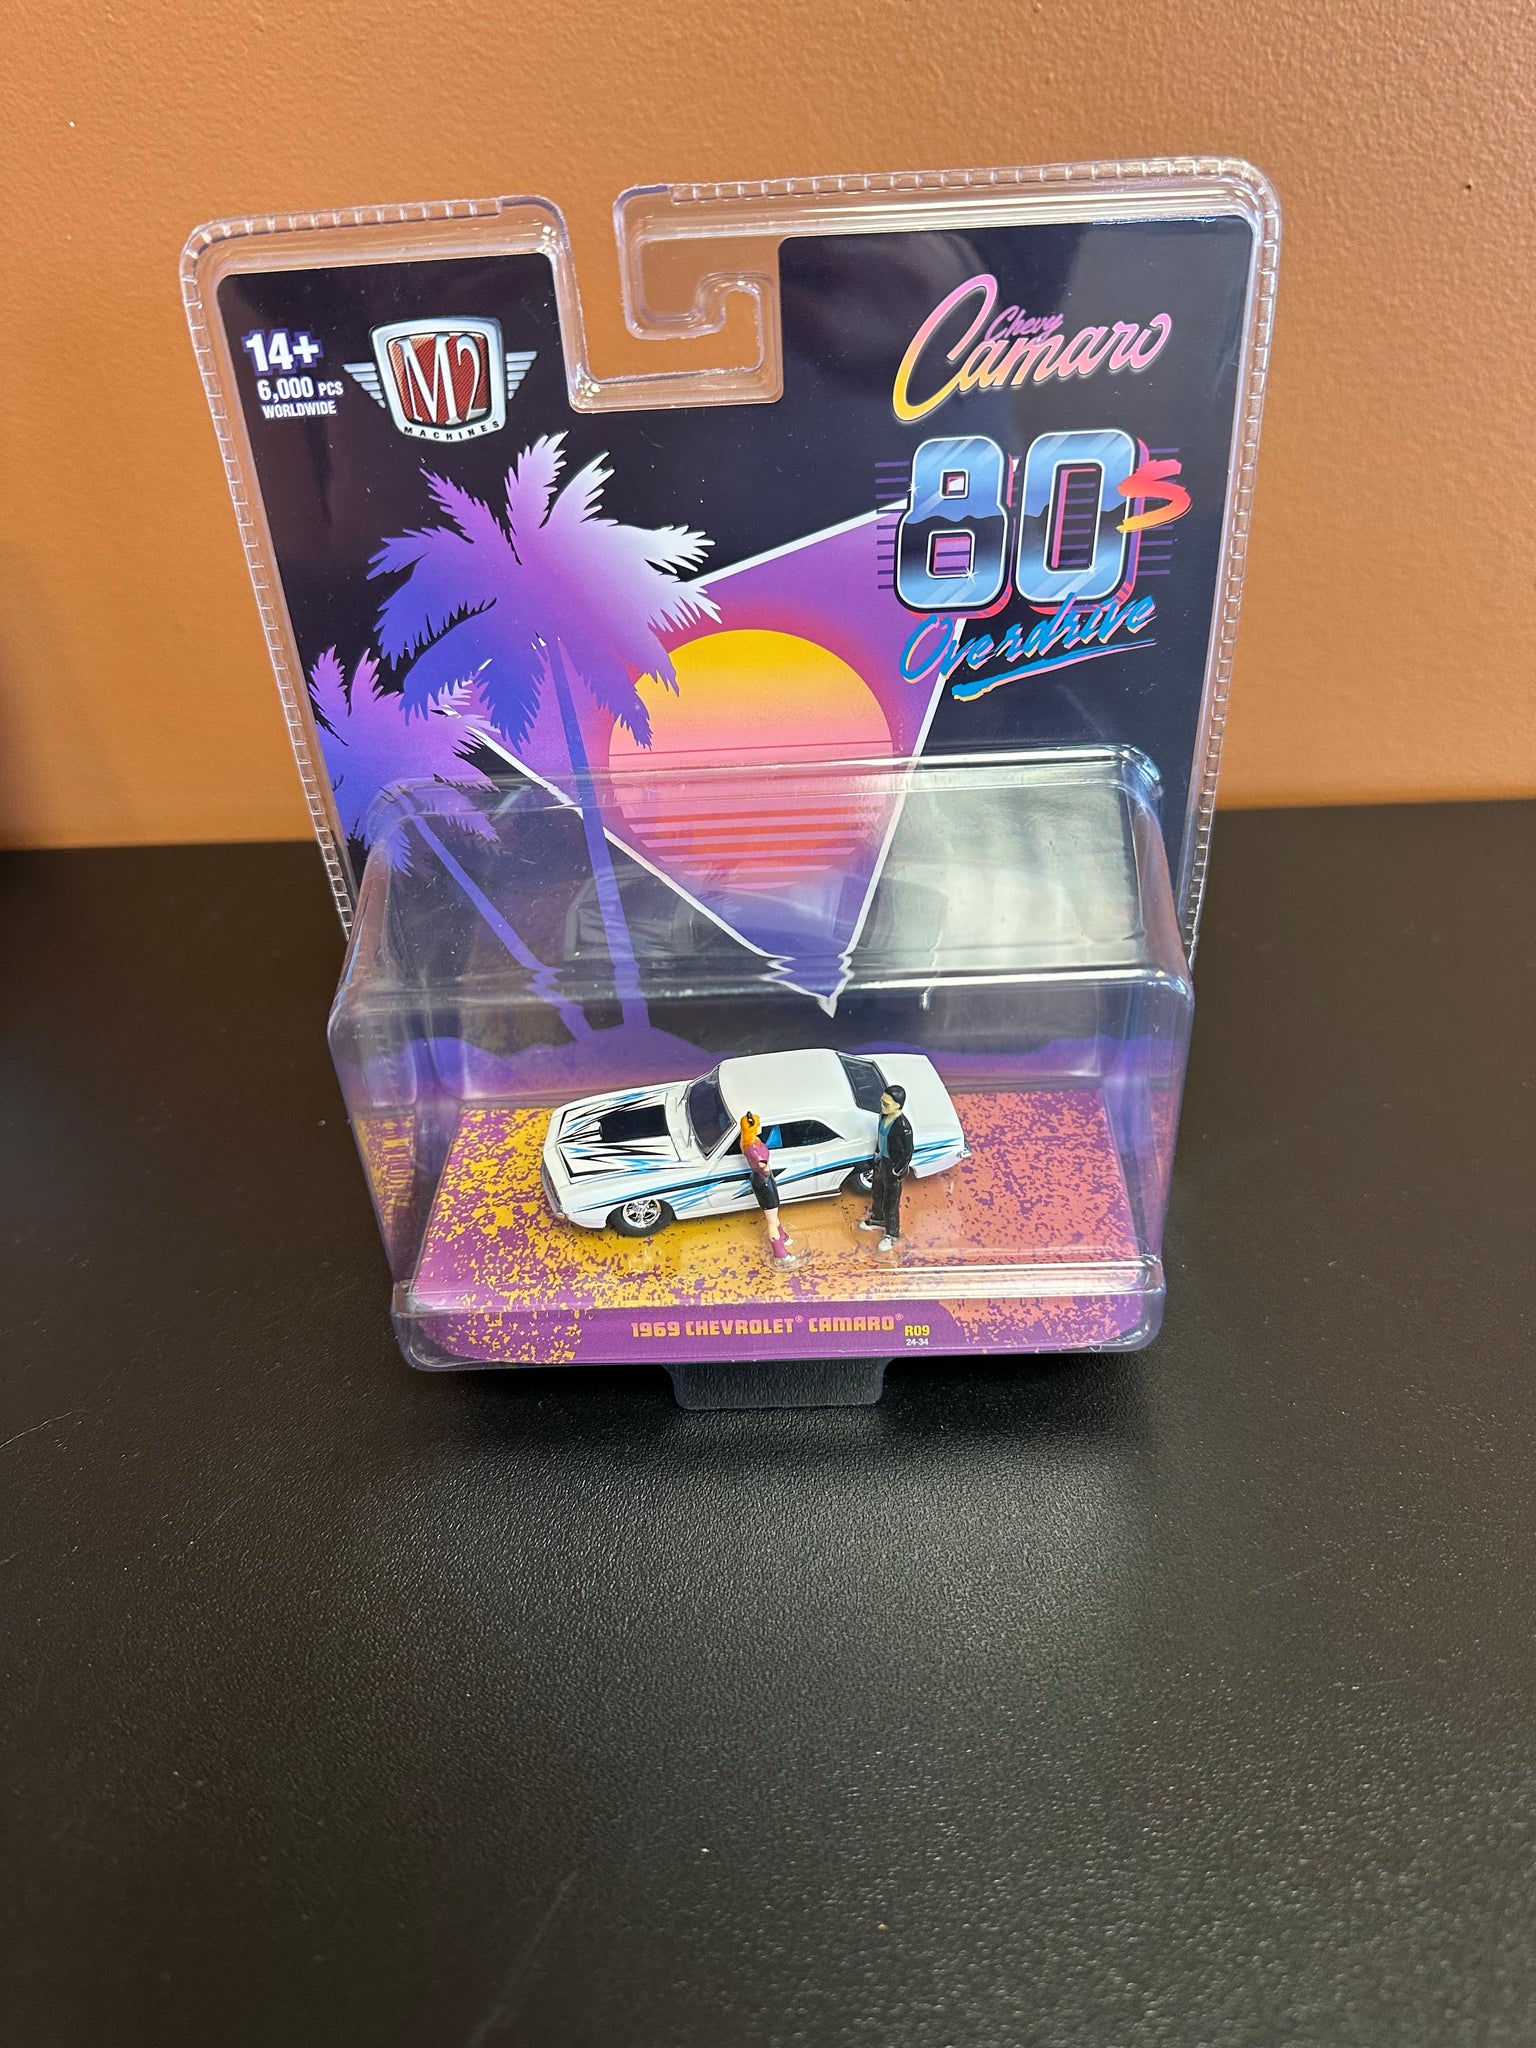 14+
6,000 PCS
WORLDWIDE
M2
MACHINES
Chevy
Camaro
80s
Overdrive
1969 CHEVROLET® CAMARO® R09
24-34